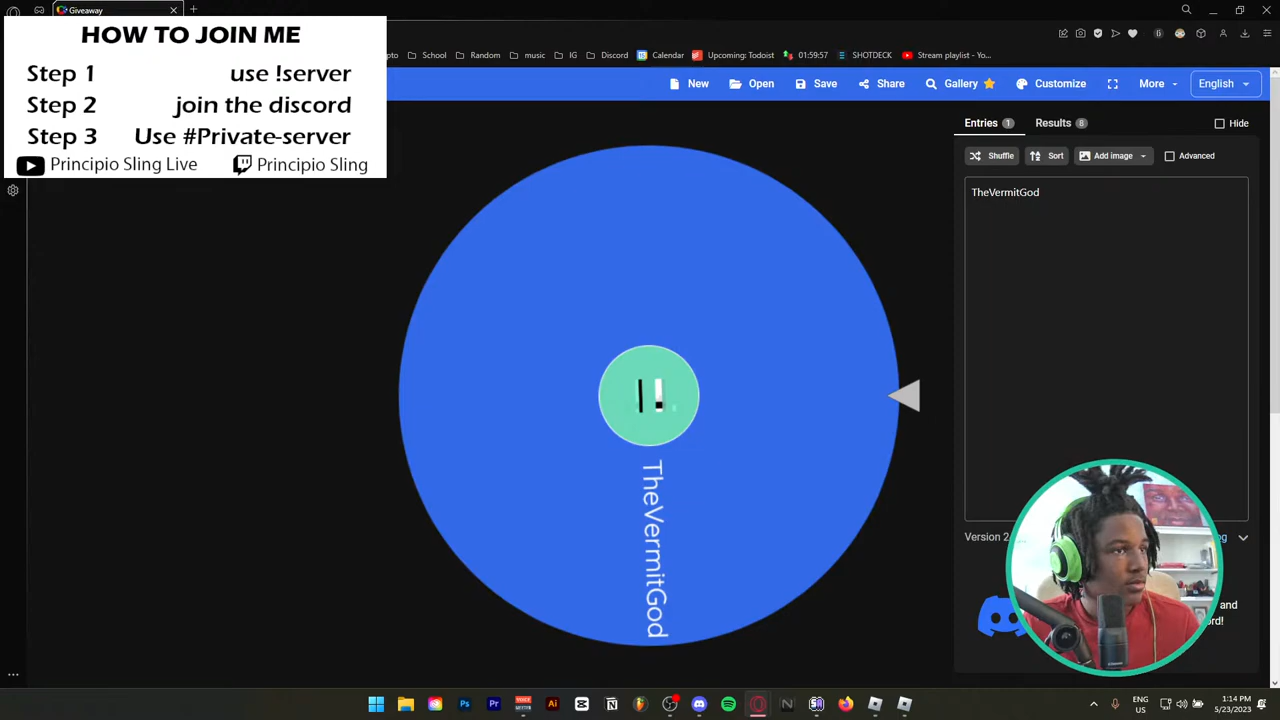 Giveaway
HOW TO JOIN ME
Step 1 use !server
Step 2 join the discord
Step 3 Use #Private-server
Principio Sling Live Principio Sling
School Random music IG Discord Calendar Upcoming: Todoist 01:59:57 SHOTDECK Stream playlist - Yo...
New Open Save Share Gallery Customize More English
Entries 1 Results 8 Hide
Shuffle Sort Add image Advanced
TheVermitGod
TheVermitGod
Version 2
and
ord!
ENG
US
1:14 PM
5/23/2023